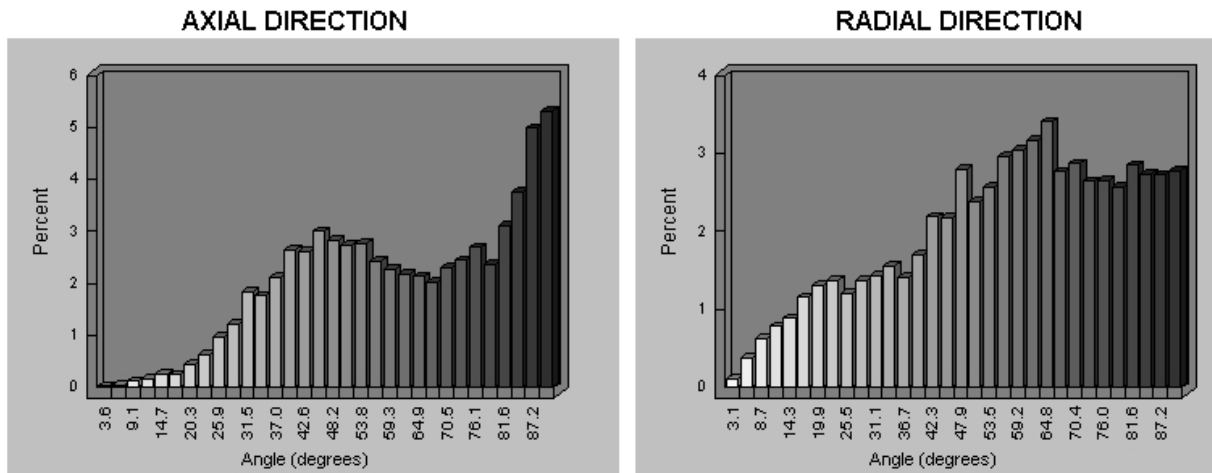 AXIAL DIRECTION
6
5
4
3
2
1
0
Percent
3.6 9.1 14.7 20.3 25.9 31.5 37.0 42.6 48.2 53.8 59.3 64.9 70.5 76.1 81.6 87.2
Angle (degrees)
RADIAL DIRECTION
4
3
2
1
0
Percent
3.1 8.7 14.3 19.9 25.5 31.1 36.7 42.3 47.9 53.5 59.2 64.8 70.4 76.0 81.6 87.2
Angle (degrees)